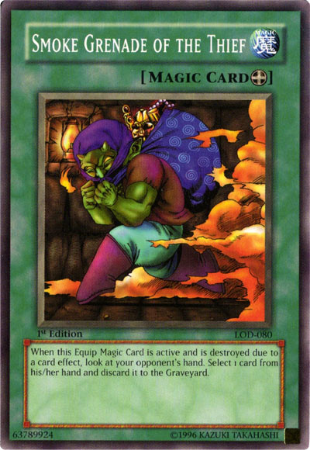 SMOKE GRENADE OF THE THIEF
MAGIC
魔
[MAGIC CARD]
1st Edition
LOD-080
When this Equip Magic Card is active and is destroyed due to
a card effect, look at your opponent's hand. Select 1 card from
his/her hand and discard it to the Graveyard.
63789924
©1996 KAZUKI TAKAHASHI